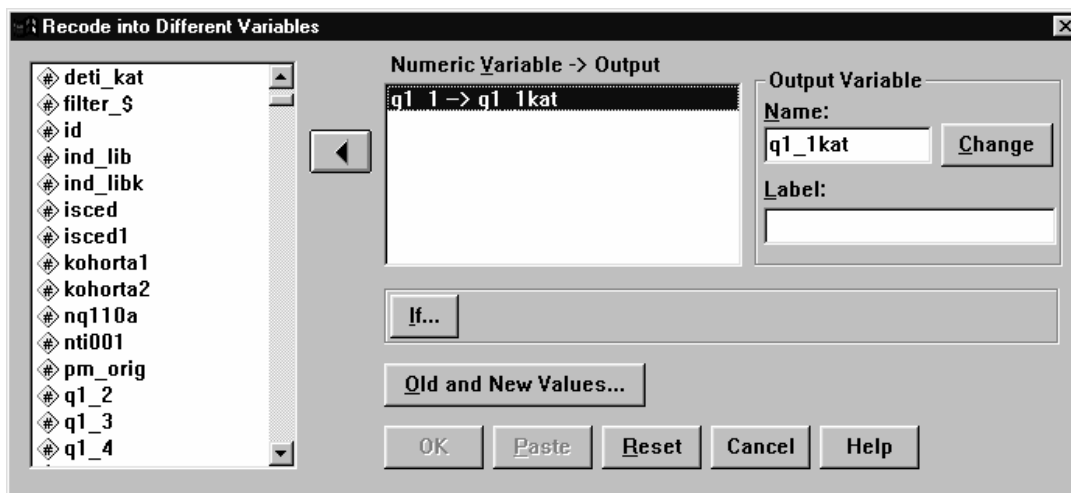 Recode into Different Variables
deti_kat
filter_$
id
ind_lib
ind_libk
isced
isced1
kohorta1
kohorta2
nq110a
nti001
pm_orig
q1_2
q1_3
q1_4
Numeric Variable -> Output
q1_1 -> q1_1kat
Output Variable
Name:
q1_1kat
Change
Label:
If...
Old and New Values...
OK
Paste
Reset
Cancel
Help